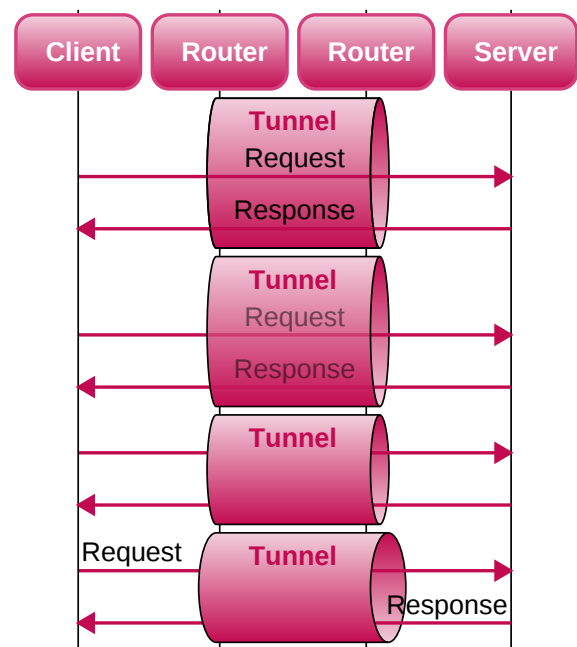 Client Router Router Server
Tunnel
Request
Response
Tunnel
Request
Response
Tunnel
Tunnel
Request
Response